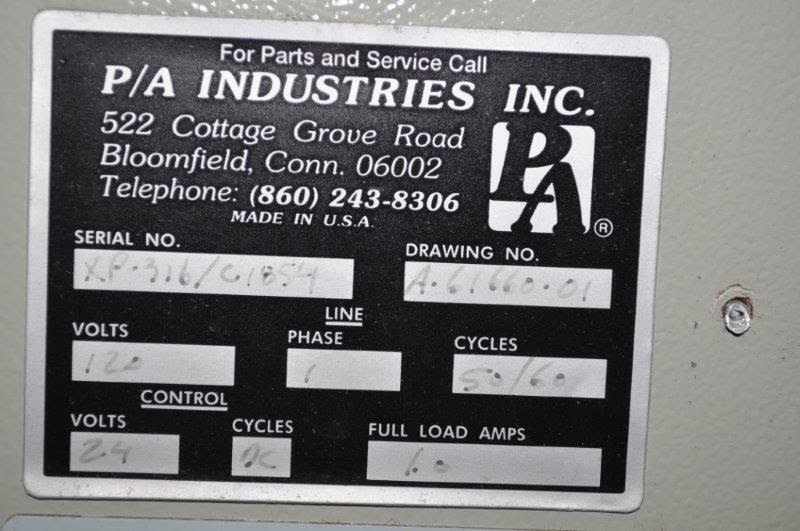 For Parts and Service Call
P/A INDUSTRIES INC.
522 Cottage Grove Road
Bloomfield, Conn. 06002
Telephone: (860) 243-8306
MADE IN U.S.A.
PA ®
SERIAL NO. DRAWING NO.
XP-316/C1854 A-61660-01
LINE
VOLTS PHASE CYCLES
120 1 50/60
CONTROL
VOLTS CYCLES FULL LOAD AMPS
24 DC 1.0